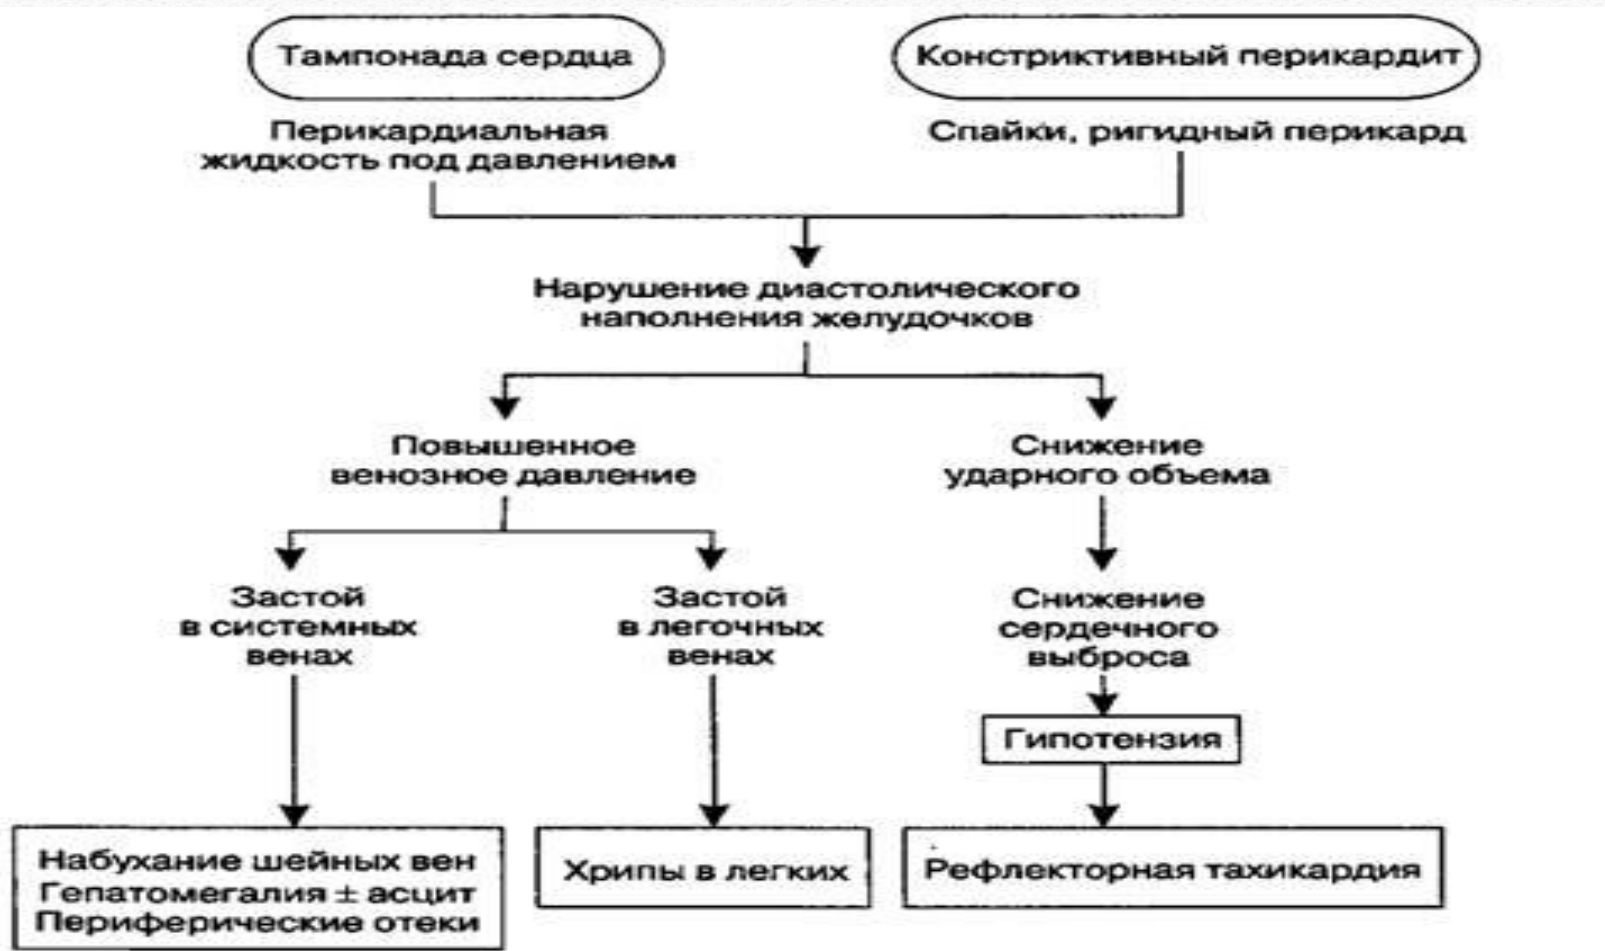 Тампонада сердца
Констриктивный перикардит
Перикардиальная
жидкость под давлением
Спайки, ригидный перикард
Нарушение диастолического
наполнения желудочков
Повышенное
венозное давление
Снижение
ударного объема
Застой
в системных
венах
Застой
в легочных
венах
Снижение
сердечного
выброса
Гипотензия
Набухание шейных вен
Гепатомегалия ± асцит
Периферические отеки
Хрипы в легких
Рефлекторная тахикардия